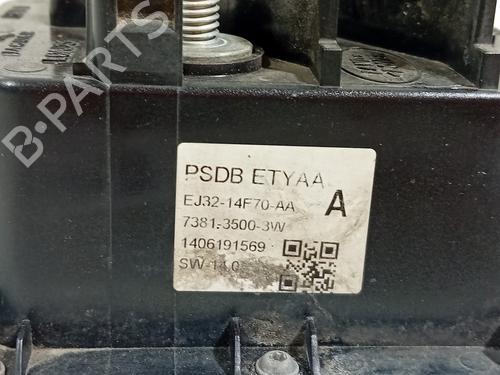 PSDB ETYAA
EJ32-14F70-AA A
7381-3500-3W
1406191569
SW-14.0
B-PARTS